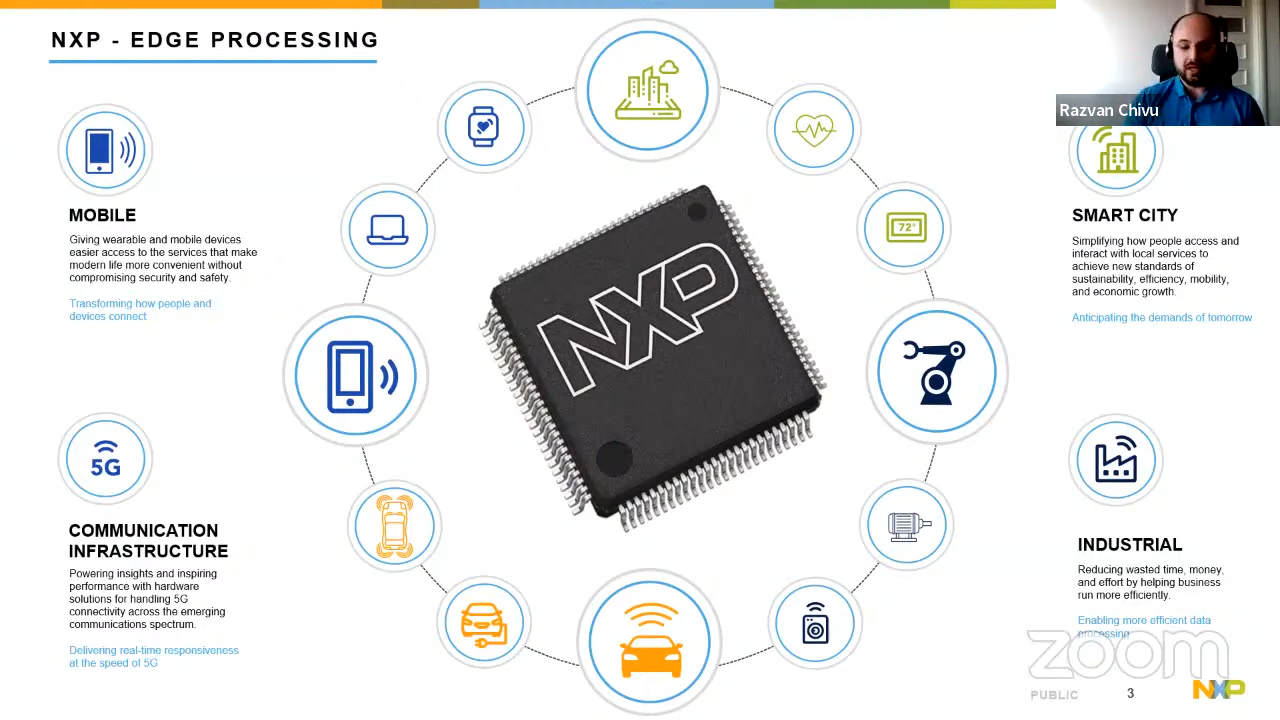 NXP - EDGE PROCESSING
Razvan Chivu
MOBILE
Giving wearable and mobile devices
easier access to the services that make
modern life more convenient without
compromising security and safety.
Transforming how people and
devices connect
5G
COMMUNICATION
INFRASTRUCTURE
Powering insights and inspiring
performance with hardware
solutions for handling 5G
connectivity across the emerging
communications spectrum.
Delivering real-time responsiveness
at the speed of 5G
72°
NXP
SMART CITY
Simplifying how people access and
interact with local services to
achieve new standards of
sustainability, efficiency, mobility,
and economic growth.
Anticipating the demands of tomorrow
INDUSTRIAL
Reducing wasted time, money,
and effort by helping business
run more efficiently.
Enabling more efficient data
processing
zoom
PUBLIC
3
NXP